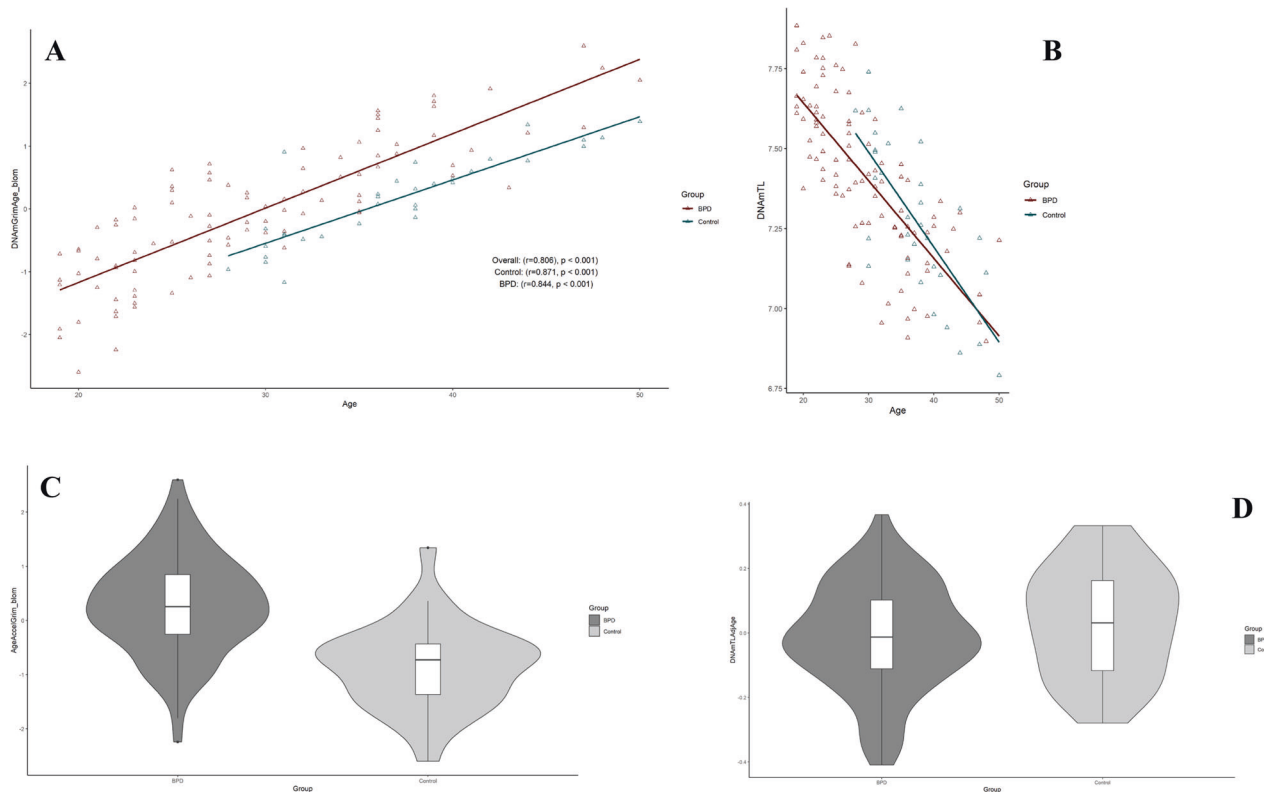 A
DNAmGrimAge_blom
2
1
0
-1
-2
20
30
40
50
Age
Group
BPD
Control
Overall: (r=0.806), p < 0.001)
Control: (r=0.871, p < 0.001)
BPD: (r=0.844, p < 0.001)
B
DNAmTL
7.75
7.50
7.25
7.00
6.75
20
30
40
50
Age
Group
BPD
Control
C
AgeAccelGrim_blom
2
1
0
-1
-2
BPD
Control
Group
Group
BPD
Control
D
DNAmTLAdjAge
0.4
0.2
0.0
-0.2
-0.4
BPD
Control
Group
Group
BP
Co